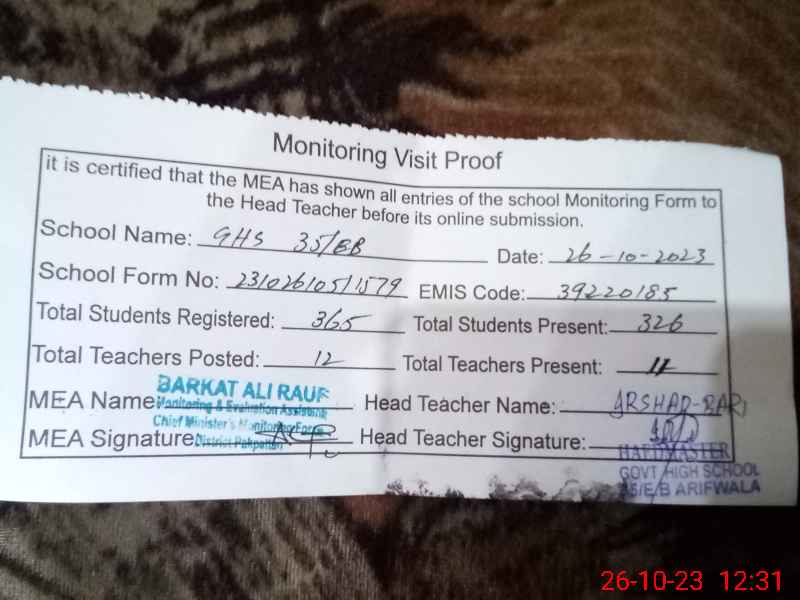 Monitoring Visit Proof
it is certified that the MEA has shown all entries of the school Monitoring Form to
the Head Teacher before its online submission.
School Name: GHS 35/EB Date: 26-10-2023
School Form No: 23102610511579 EMIS Code: 39220185
Total Students Registered: 365 Total Students Present: 326
Total Teachers Posted: 12 Total Teachers Present: 11
MEA Name Head Teacher Name: ARSHAD-BARI
BARKAT ALI RAUF
Monitoring & Evaluation Assistant
Chief Minister's Monitoring Force
District Pakpattan
MEA Signature Head Teacher Signature:
HEADMASTER
GOVT HIGH SCHOOL
35/E/B ARIFWALA
26-10-23 12:31